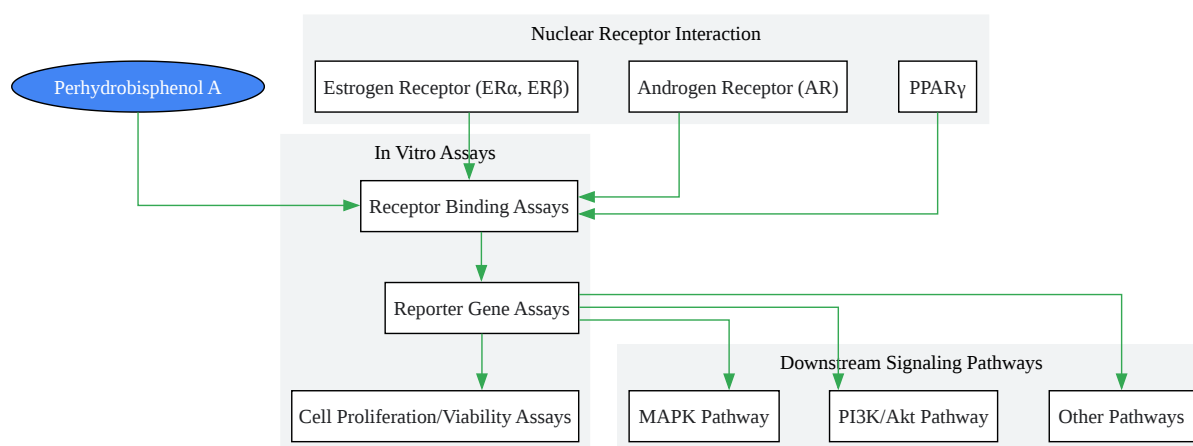 Nuclear Receptor Interaction
Perhydrobisphenol A
Estrogen Receptor (ERα, ERβ)
Androgen Receptor (AR)
PPARγ
In Vitro Assays
Receptor Binding Assays
Reporter Gene Assays
Downstream Signaling Pathways
Cell Proliferation/Viability Assays
MAPK Pathway
PI3K/Akt Pathway
Other Pathways